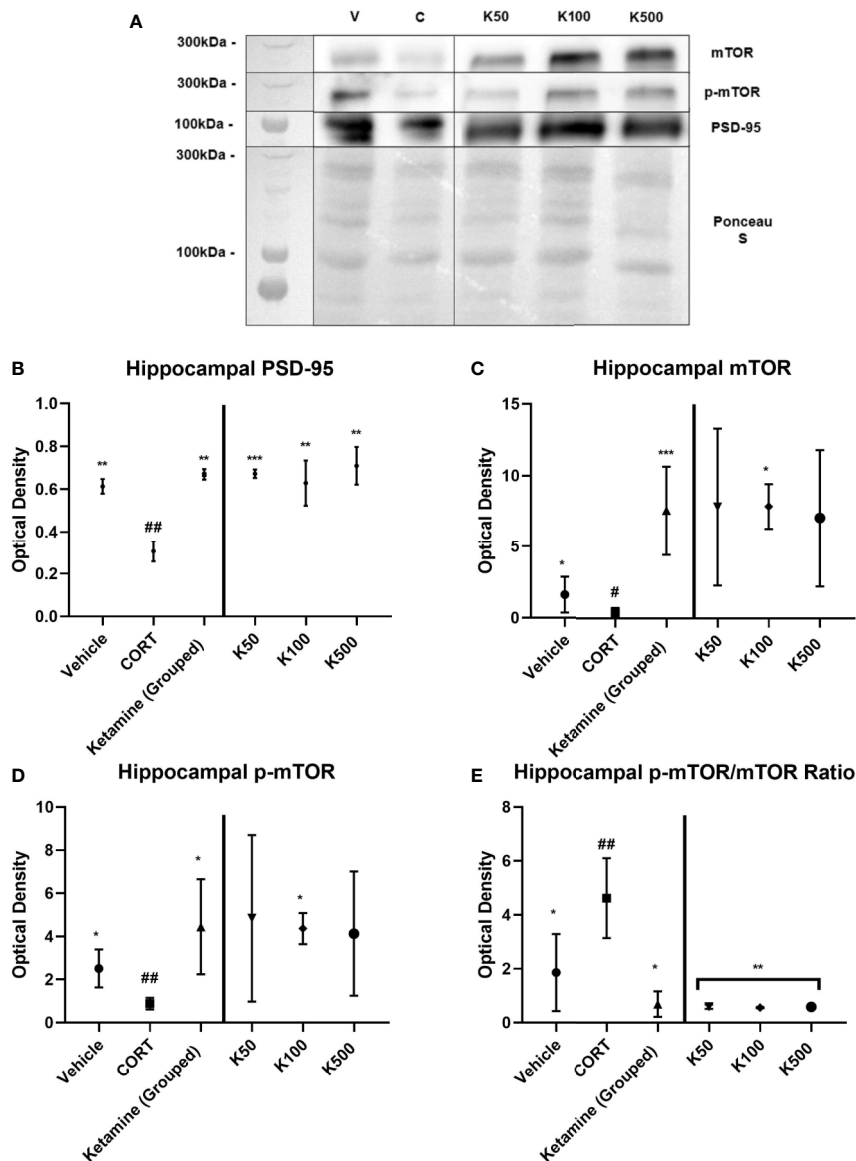 A
V C K50 K100 K500
300kDa -
mTOR
300kDa -
p-mTOR
100kDa -
PSD-95
300kDa -
Ponceau
S
100kDa -
B
Hippocampal PSD-95
Optical Density
1.0
0.8
0.6
0.4
0.2
0.0
** ## ** *** ** **
Vehicle
CORT
Ketamine (Grouped)
K50
K100
K500
C
Hippocampal mTOR
Optical Density
15
10
5
0
* # *** *
Vehicle
CORT
Ketamine (Grouped)
K50
K100
K500
D
Hippocampal p-mTOR
Optical Density
10
8
6
4
2
0
* ## * *
Vehicle
CORT
Ketamine (Grouped)
K50
K100
K500
E
Hippocampal p-mTOR/mTOR Ratio
Optical Density
8
6
4
2
0
* ## * **
Vehicle
CORT
Ketamine (Grouped)
K50
K100
K500